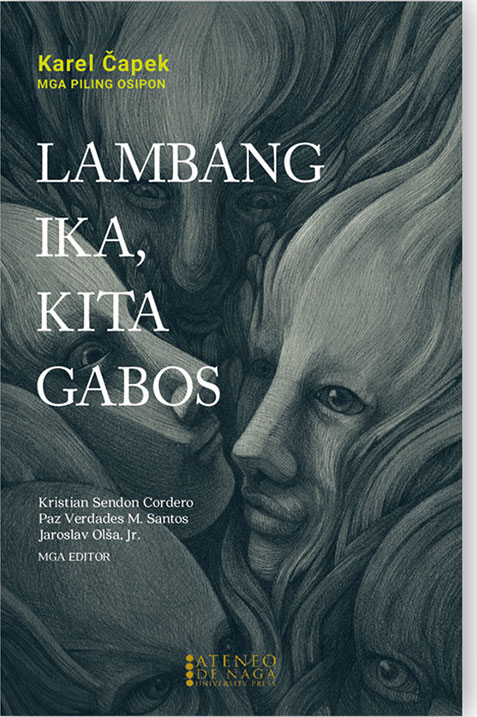 Karel Čapek
MGA PILING OSIPON
LAMBANG
IKA,
KITA
GABOS
Kristian Sendon Cordero
Paz Verdades M. Santos
Jaroslav Olša, Jr.
MGA EDITOR
ATENEO
DE NAGA
UNIVERSITY PRESS